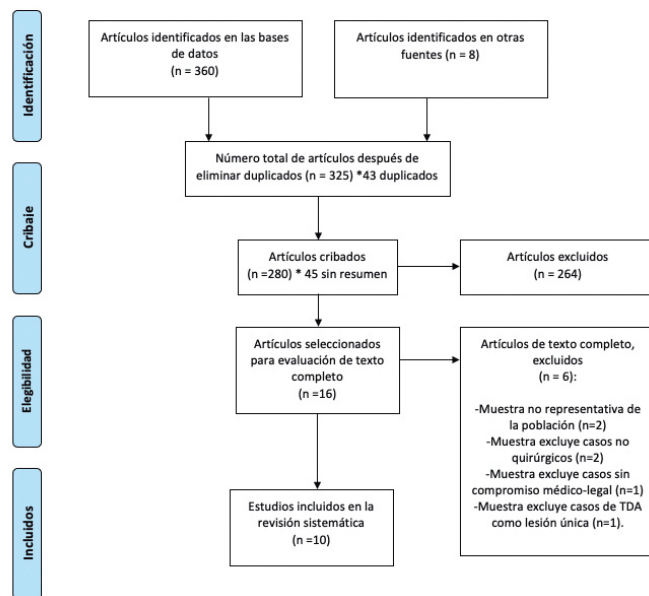 Identificación
Artículos identificados en las bases
de datos
(n = 360)
Artículos identificados en otras
fuentes (n = 8)
Número total de artículos después de
eliminar duplicados (n = 325) *43 duplicados
Cribaje
Artículos cribados
(n =280) * 45 sin resumen
Artículos excluidos
n = 264)
Elegibilidad
Artículos seleccionados
para evaluación de texto
completo
(n =16)
Artículos de texto completo,
excluidos
(n = 6):
-Muestra no representativa de
la población (n=2)
-Muestra excluye casos no
quirúrgicos (n=2)
-Muestra excluye casos sin
compromiso médico-legal (n=1)
-Muestra excluye casos de TDA
como lesión única (n=1).
Incluidos
Estudios incluidos en la
revisión sistemática
(n =10)